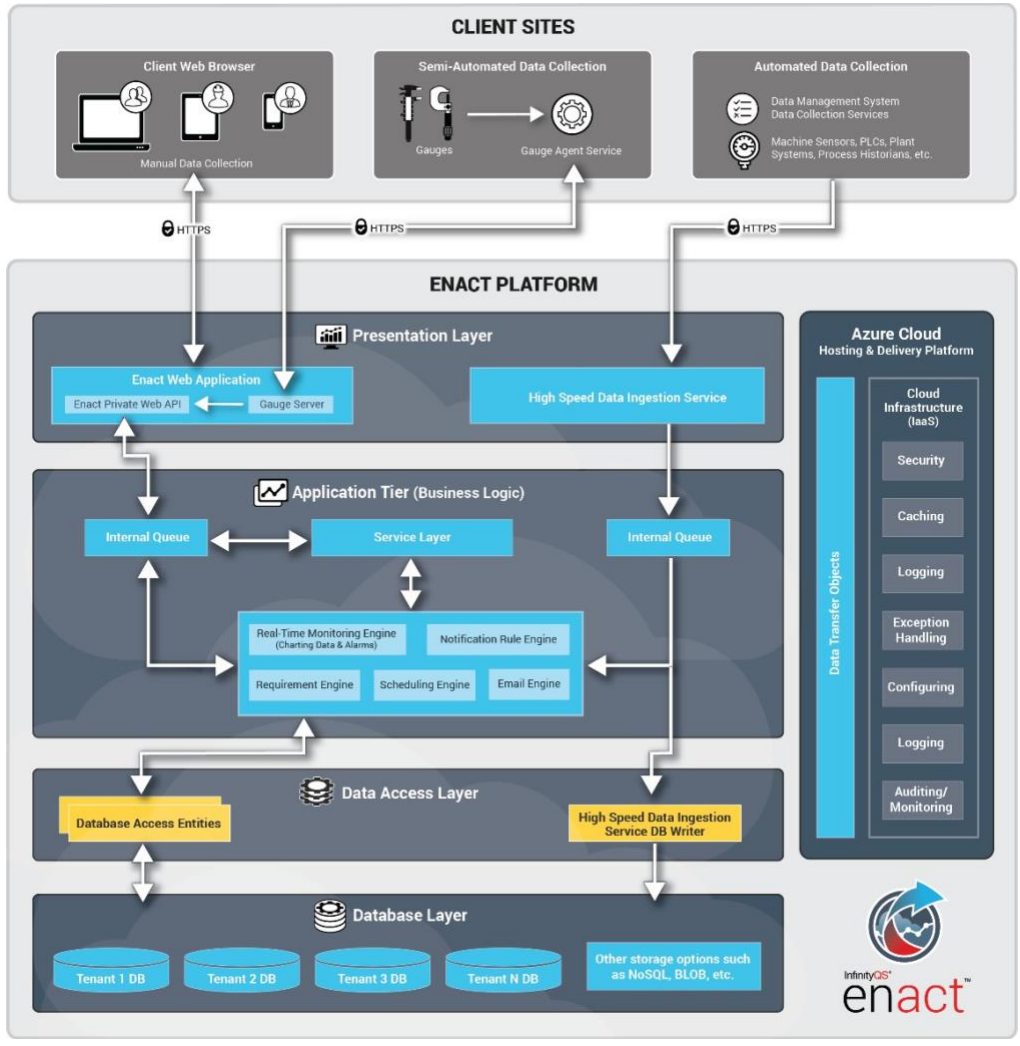 CLIENT SITES
Client Web Browser
Manual Data Collection
Semi-Automated Data Collection
Gauges
Gauge Agent Service
Automated Data Collection
Data Management System
Data Collection Services
Machine Sensors, PLCs, Plant
Systems, Process Historians, etc.
HTTPS
HTTPS
HTTPS
ENACT PLATFORM
Presentation Layer
Enact Web Application
Enact Private Web API
Gauge Server
High Speed Data Ingestion Service
Application Tier (Business Logic)
Internal Queue
Service Layer
Internal Queue
Real-Time Monitoring Engine
(Charting Data & Alarms)
Notification Rule Engine
Requirement Engine
Scheduling Engine
Email Engine
Data Access Layer
Database Access Entities
High Speed Data Ingestion
Service DB Writer
Database Layer
Tenant 1 DB
Tenant 2 DB
Tenant 3 DB
Tenant N DB
Other storage options such
as NoSQL, BLOB, etc.
Azure Cloud
Hosting & Delivery Platform
Data Transfer Objects
Cloud
Infrastructure
(IaaS)
Security
Caching
Logging
Exception
Handling
Configuring
Logging
Auditing/
Monitoring
InfinityQS®
enact™